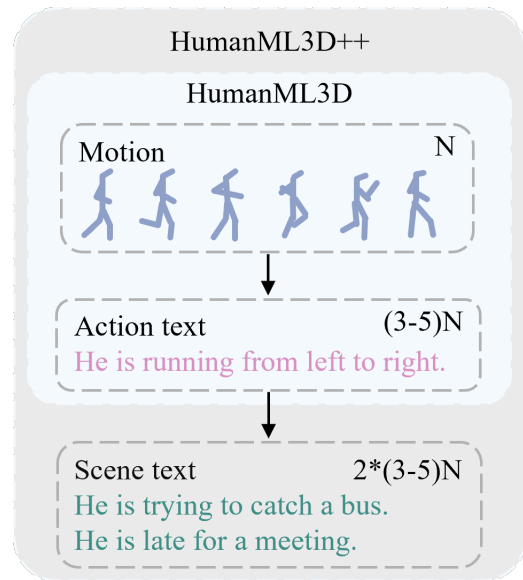 HumanML3D++
HumanML3D
Motion N
Action text (3-5)N
He is running from left to right.
Scene text 2*(3-5)N
He is trying to catch a bus.
He is late for a meeting.